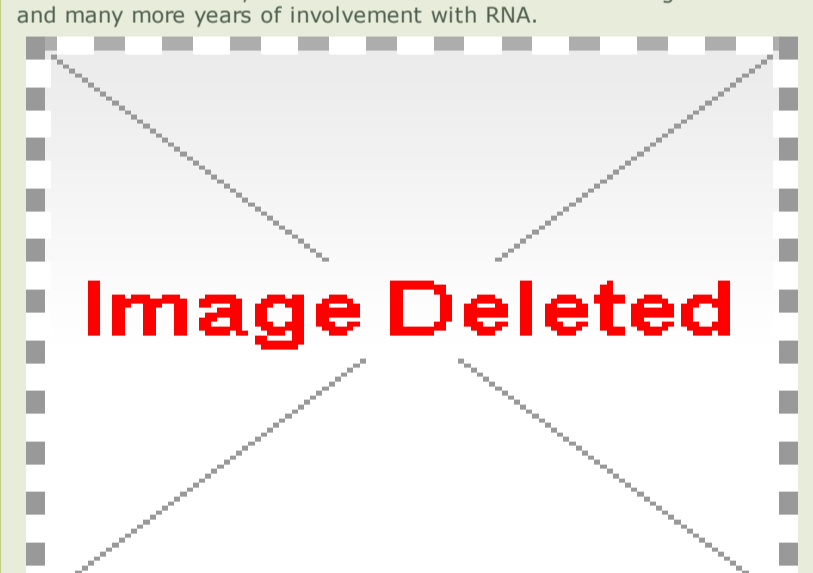 and many more years of involvement with RNA.
Image Deleted